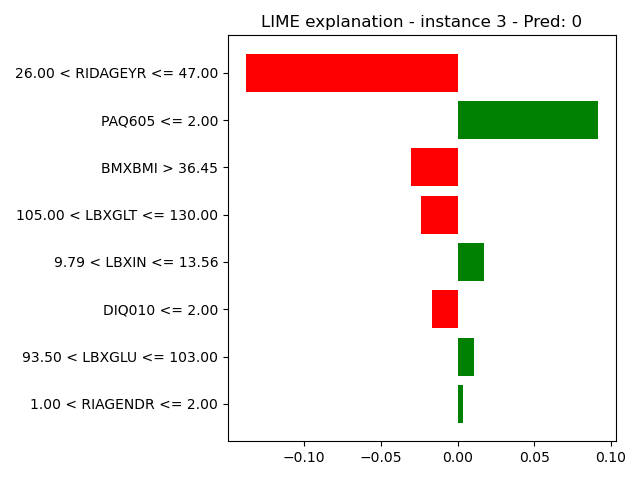 LIME explanation - instance 3 - Pred: 0
26.00 < RIDAGEYR <= 47.00
PAQ605 <= 2.00
BMXBMI > 36.45
105.00 < LBXGLT <= 130.00
9.79 < LBXIN <= 13.56
DIQ010 <= 2.00
93.50 < LBXGLU <= 103.00
1.00 < RIAGENDR <= 2.00
−0.10 −0.05 0.00 0.05 0.10